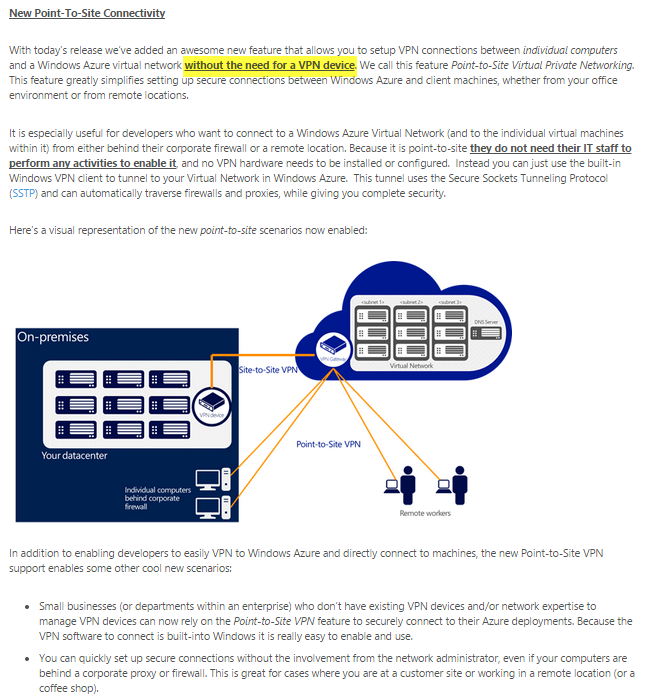 New Point-To-Site Connectivity
With today's release we've added an awesome new feature that allows you to setup VPN connections between individual computers
and a Windows Azure virtual network without the need for a VPN device. We call this feature Point-to-Site Virtual Private Networking.
This feature greatly simplifies setting up secure connections between Windows Azure and client machines, whether from your office
environment or from remote locations.
It is especially useful for developers who want to connect to a Windows Azure Virtual Network (and to the individual virtual machines
within it) from either behind their corporate firewall or a remote location. Because it is point-to-site they do not need their IT staff to
perform any activities to enable it, and no VPN hardware needs to be installed or configured.  Instead you can just use the built-in
Windows VPN client to tunnel to your Virtual Network in Windows Azure.  This tunnel uses the Secure Sockets Tunneling Protocol
(SSTP) and can automatically traverse firewalls and proxies, while giving you complete security.
Here's a visual representation of the new point-to-site scenarios now enabled:
<subnet 1> <subnet 2> <subnet 3>
DNS Server
On-premises
VPN Gateway
Virtual Network
Site-to-Site VPN
VPN device
Your datacenter
Point-to-Site VPN
Individual computers
behind corporate
firewall
Remote workers
In addition to enabling developers to easily VPN to Windows Azure and directly connect to machines, the new Point-to-Site VPN
support enables some other cool new scenarios:
• Small businesses (or departments within an enterprise) who don't have existing VPN devices and/or network expertise to
manage VPN devices can now rely on the Point-to-Site VPN feature to securely connect to their Azure deployments. Because the
VPN software to connect is built-into Windows it is really easy to enable and use.
• You can quickly set up secure connections without the involvement from the network administrator, even if your computers are
behind a corporate proxy or firewall. This is great for cases where you are at a customer site or working in a remote location (or a
coffee shop).